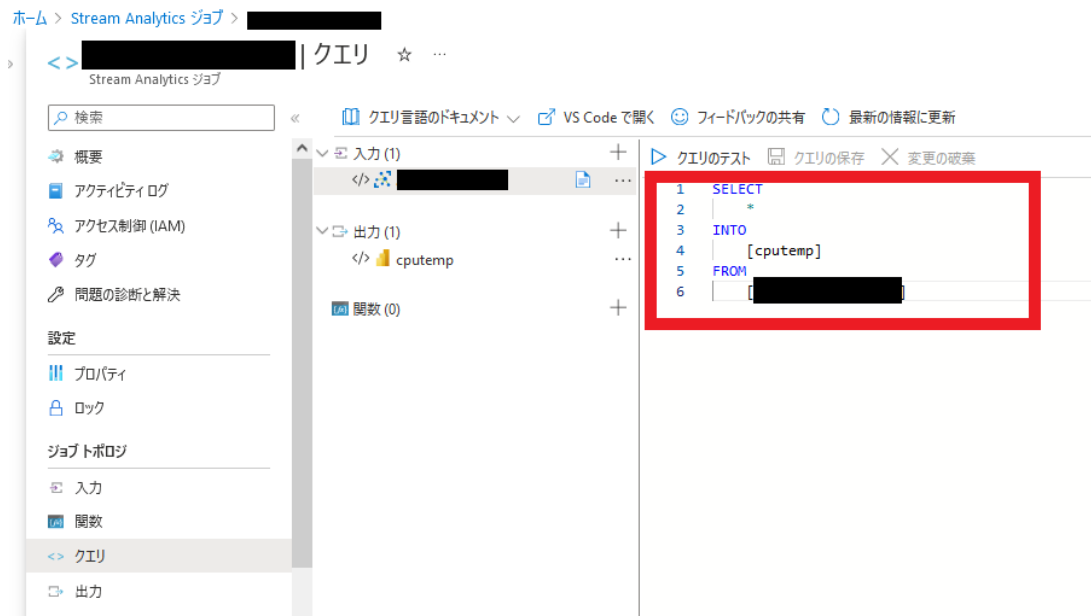 ホーム > Stream Analytics ジョブ >
| クエリ ☆ …
Stream Analytics ジョブ
検索
«
クエリ言語のドキュメント
VS Code で開く
フィードバックの共有
最新の情報に更新
概要
アクティビティ ログ
アクセス制御 (IAM)
タグ
問題の診断と解決
設定
プロパティ
ロック
ジョブ トポロジ
入力
関数
クエリ
出力
入力 (1)
出力 (1)
cputemp
関数 (0)
クエリのテスト
クエリの保存
変更の破棄
1 SELECT
2 *
3 INTO
4 [cputemp]
5 FROM
6 [ ]